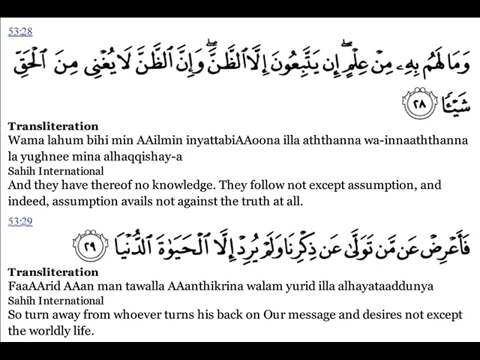 53:28
وَمَا لَهُم بِهِۦ مِنْ عِلْمٍ ۖ إِن يَتَّبِعُونَ إِلَّا ٱلظَّنَّ ۖ وَإِنَّ ٱلظَّنَّ لَا يُغْنِى مِنَ ٱلْحَقِّ
شَيْـًٔا ٢٨
Transliteration
Wama lahum bihi min AAilmin inyattabiAAoona illa aththanna wa-innaaththanna
la yughnee mina alhaqqishay-a
Sahih International
And they have thereof no knowledge. They follow not except assumption, and
indeed, assumption avails not against the truth at all.
53:29
فَأَعْرِضْ عَن مَّن تَوَلَّىٰ عَن ذِكْرِنَا وَلَمْ يُرِدْ إِلَّا ٱلْحَيَوٰةَ ٱلدُّنْيَا ٢٩
Transliteration
FaaAArid AAan man tawalla AAanthikrina walam yurid illa alhayataaddunya
Sahih International
So turn away from whoever turns his back on Our message and desires not except
the worldly life.